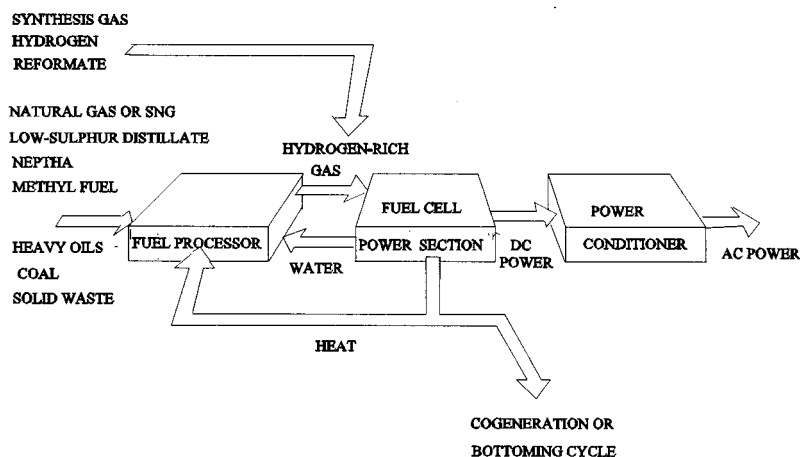 SYNTHESIS GAS
HYDROGEN
REFORMATE
NATURAL GAS OR SNG
LOW-SULPHUR DISTILLATE
NEPTHA
METHYL FUEL
HYDROGEN-RICH
GAS
FUEL PROCESSOR
FUEL CELL
POWER SECTION
POWER
CONDITIONER
WATER
DC
POWER
AC POWER
HEAVY OILS
COAL
SOLID WASTE
HEAT
COGENERATION OR
BOTTOMING CYCLE